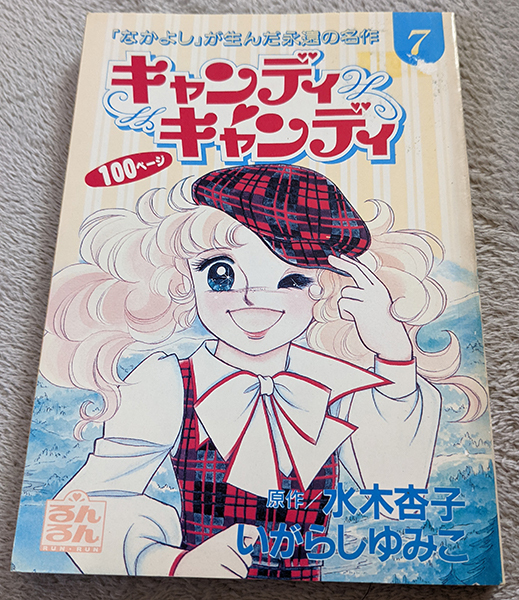 「なかよし」が生んだ永遠の名作
7
キャンディ
キャンディ
100ページ
原作/水木杏子
いがらしゆみこ
るんるん
RUN・RUN